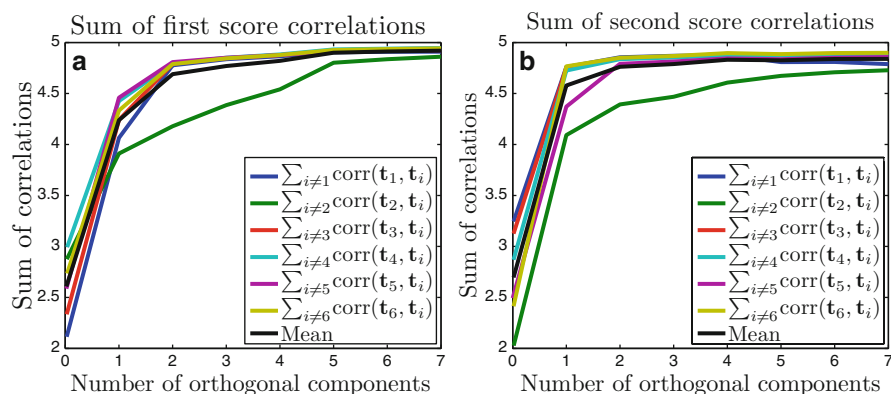 Sum of first score correlations
a
5
4.5
4
3.5
3
2.5
2
Sum of correlations
∑i≠1 corr(t1, ti)
∑i≠2 corr(t2, ti)
∑i≠3 corr(t3, ti)
∑i≠4 corr(t4, ti)
∑i≠5 corr(t5, ti)
∑i≠6 corr(t6, ti)
Mean
0 1 2 3 4 5 6 7
Number of orthogonal components
Sum of second score correlations
b
5
4.5
4
3.5
3
2.5
2
Sum of correlations
∑i≠1 corr(t1, ti)
∑i≠2 corr(t2, ti)
∑i≠3 corr(t3, ti)
∑i≠4 corr(t4, ti)
∑i≠5 corr(t5, ti)
∑i≠6 corr(t6, ti)
Mean
0 1 2 3 4 5 6 7
Number of orthogonal components